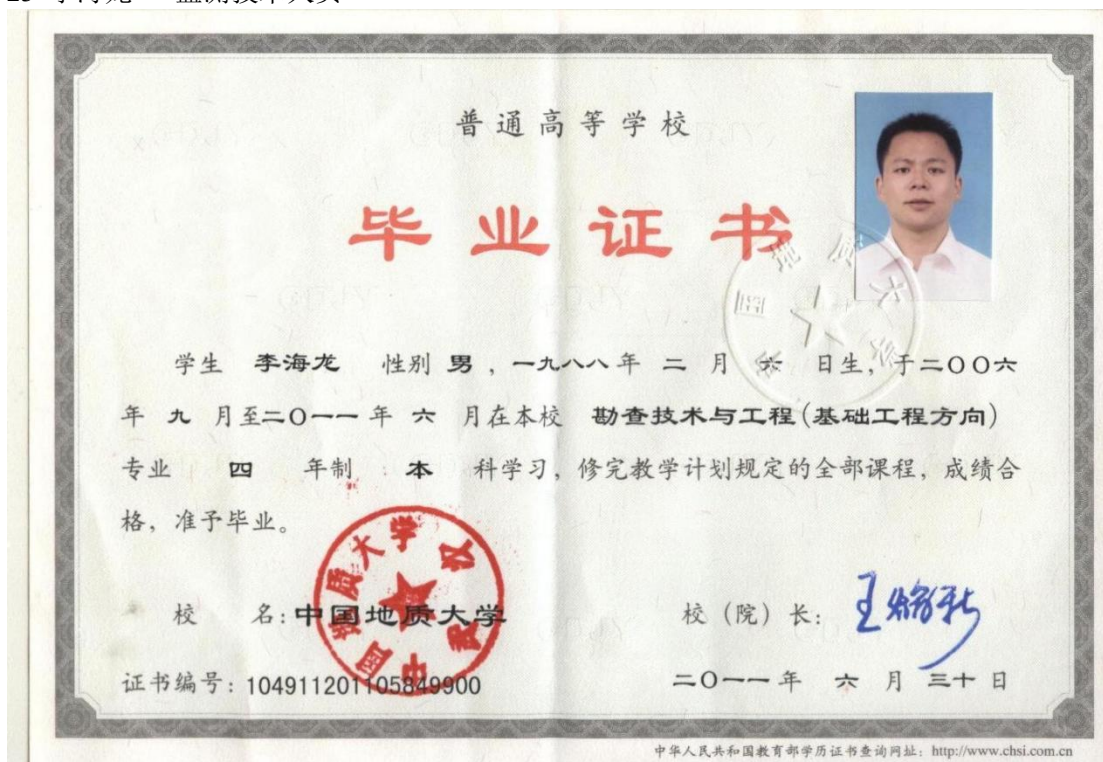 普通高等学校
毕业证书
学生 李海龙 性别 男，一九八八年 二 月 六 日生，于二〇〇六
年 九 月至二〇一一 年 六 月在本校 勘查技术与工程(基础工程方向)
专业 四 年制 本 科学习，修完教学计划规定的全部课程，成绩合
格，准予毕业。
校 名：中国地质大学
校（院）长：
证书编号：104911201105849900
二〇一一 年 六 月 三十 日
中华人民共和国教育部学历证书查询网址：http://www.chsi.com.cn